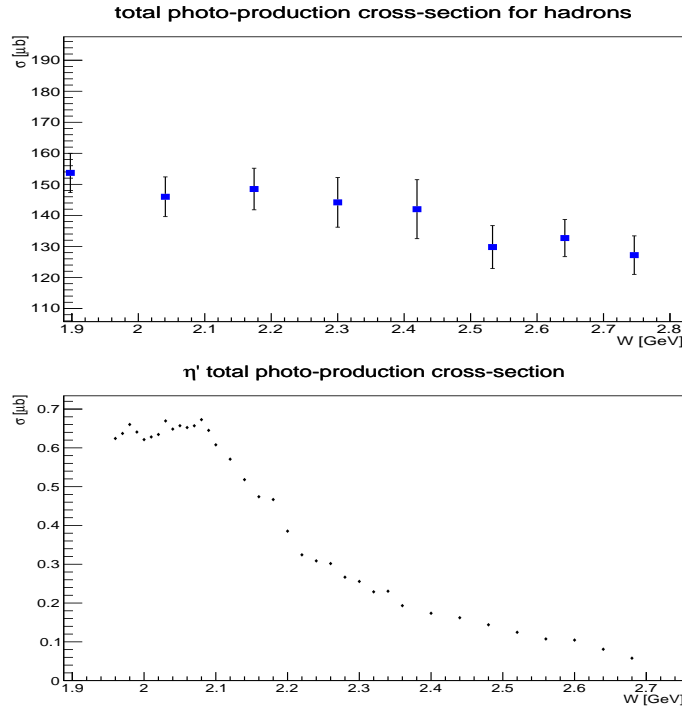 total photo-production cross-section for hadrons
σ [μb]
190
180
170
160
150
140
130
120
110
1.9 2 2.1 2.2 2.3 2.4 2.5 2.6 2.7 2.8
W [GeV]
η' total photo-production cross-section
σ [μb]
0.7
0.6
0.5
0.4
0.3
0.2
0.1
0
1.9 2 2.1 2.2 2.3 2.4 2.5 2.6 2.7
W [GeV]